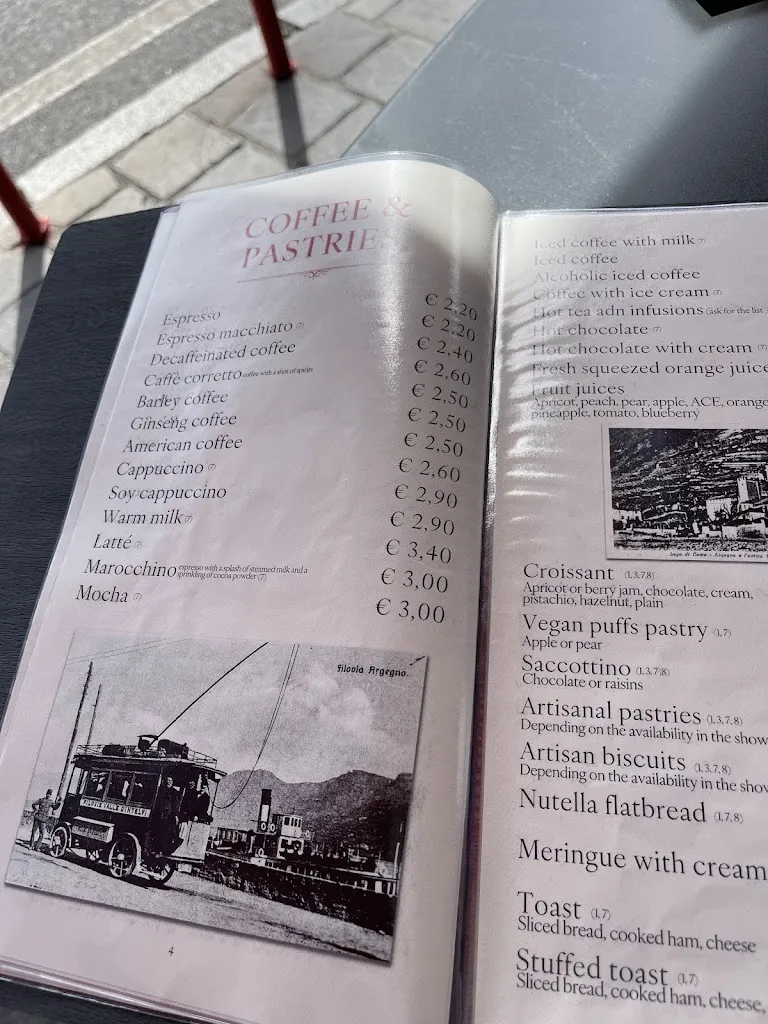 COFFEE &
PASTRIE
Espresso € 2,20
Espresso macchiato (7) € 2,20
Decaffeinated coffee € 2,40
Caffè corretto coffee with a shot of spirits € 2,60
Barley coffee € 2,50
Ginseng coffee € 2,50
American coffee € 2,50
Cappuccino (7) € 2,60
Soy cappuccino € 2,90
Warm milk (7) € 2,90
Latté (7) € 3,40
Marocchino espresso with a splash of steamed milk and a € 3,00
sprinkling of cocoa powder (7)
Mocha (7) € 3,00
Filovia Argegno.
FILOVIA VALLE D'INTELVI
4
Iced coffee with milk (7)
Iced coffee
Alcoholic iced coffee
Coffee with ice cream (7)
Hot tea adn infusions (ask for the list
Hot chocolate (7)
Hot chocolate with cream (7)
Fresh squeezed orange juice
Fruit juices
Apricot, peach, pear, apple, ACE, orange
pineapple, tomato, blueberry
Lago di Como - Argegno e l'antica
Croissant (1,3,7,8)
Apricot or berry jam, chocolate, cream,
pistachio, hazelnut, plain
Vegan puffs pastry (1,7)
Apple or pear
Saccottino (1,3,7,8)
Chocolate or raisins
Artisanal pastries (1,3,7,8)
Depending on the availability in the show
Artisan biscuits (1,3,7,8)
Depending on the availability in the show
Nutella flatbread (1,7,8)
Meringue with cream
Toast (1,7)
Sliced bread, cooked ham, cheese
Stuffed toast (1,7)
Sliced bread, cooked ham, cheese,